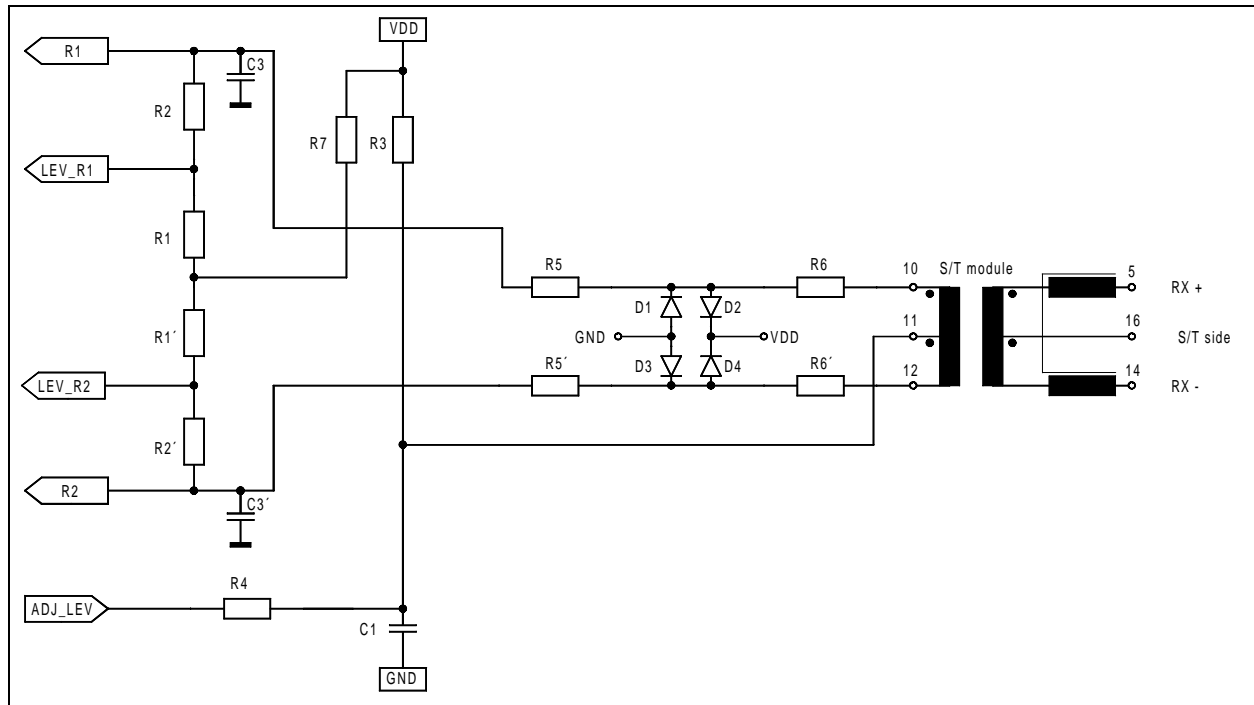 VDD
R1
C3
R2
R7
R3
LEV_R1
R1
R5
R6
10
S/T module
5
RX +
D1
D2
R1´
GND
11
VDD
16
S/T side
D3
D4
LEV_R2
R5´
R6´
12
14
RX -
R2´
R2
C3´
R4
ADJ_LEV
C1
GND